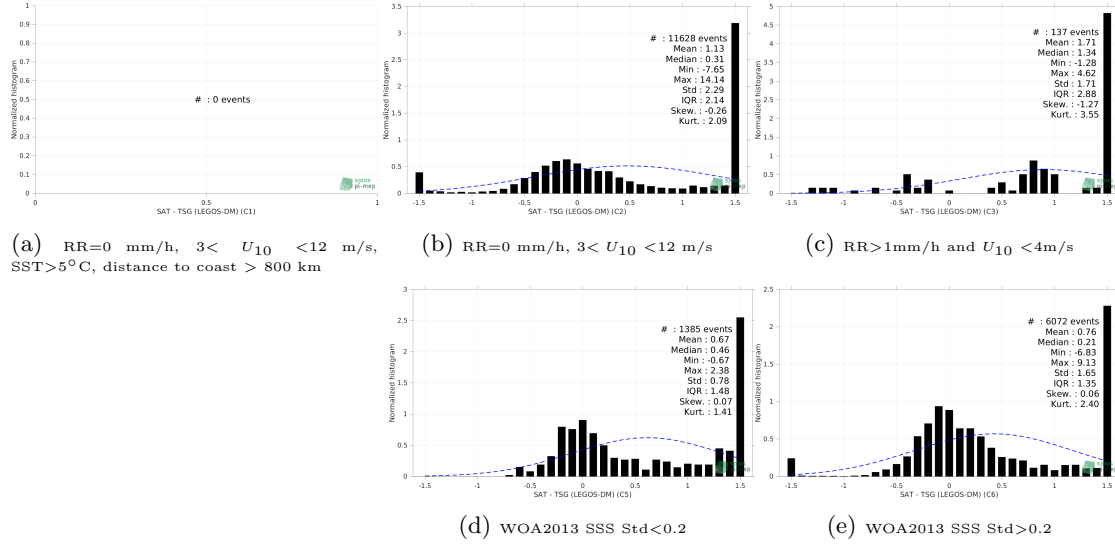 1
0.9
0.8
0.7
0.6
0.5
0.4
0.3
0.2
0.1
0
Normalized histogram
# : 0 events
smos
pi-mep
0 0.5 1
SAT - TSG (LEGOS-DM) (C1)
(a) RR=0 mm/h, 3< U10 <12 m/s,
SST>5°C, distance to coast > 800 km
3.5
3
2.5
2
1.5
1
0.5
0
Normalized histogram
# : 11628 events
Mean : 1.13
Median : 0.31
Min : -7.65
Max : 14.14
Std : 2.29
IQR : 2.14
Skew. : -0.26
Kurt. : 2.09
-1.5 -1 -0.5 0 0.5 1 1.5
SAT - TSG (LEGOS-DM) (C2)
(b) RR=0 mm/h, 3< U10 <12 m/s
5
4.5
4
3.5
3
2.5
2
1.5
1
0.5
0
Normalized histogram
# : 137 events
Mean : 1.71
Median : 1.34
Min : -1.28
Max : 4.62
Std : 1.71
IQR : 2.88
Skew. : -1.27
Kurt. : 3.55
-1.5 -1 -0.5 0 0.5 1 1.5
SAT - TSG (LEGOS-DM) (C3)
(c) RR>1mm/h and U10 <4m/s
3
2.5
2
1.5
1
0.5
0
Normalized histogram
# : 1385 events
Mean : 0.67
Median : 0.46
Min : -0.67
Max : 2.38
Std : 0.78
IQR : 1.48
Skew. : 0.07
Kurt. : 1.41
-1.5 -1 -0.5 0 0.5 1 1.5
SAT - TSG (LEGOS-DM) (C5)
(d) WOA2013 SSS Std<0.2
2.5
2
1.5
1
0.5
0
Normalized histogram
# : 6072 events
Mean : 0.76
Median : 0.21
Min : -6.83
Max : 9.13
Std : 1.65
IQR : 1.35
Skew. : 0.06
Kurt. : 2.40
-1.5 -1 -0.5 0 0.5 1 1.5
SAT - TSG (LEGOS-DM) (C6)
(e) WOA2013 SSS Std>0.2